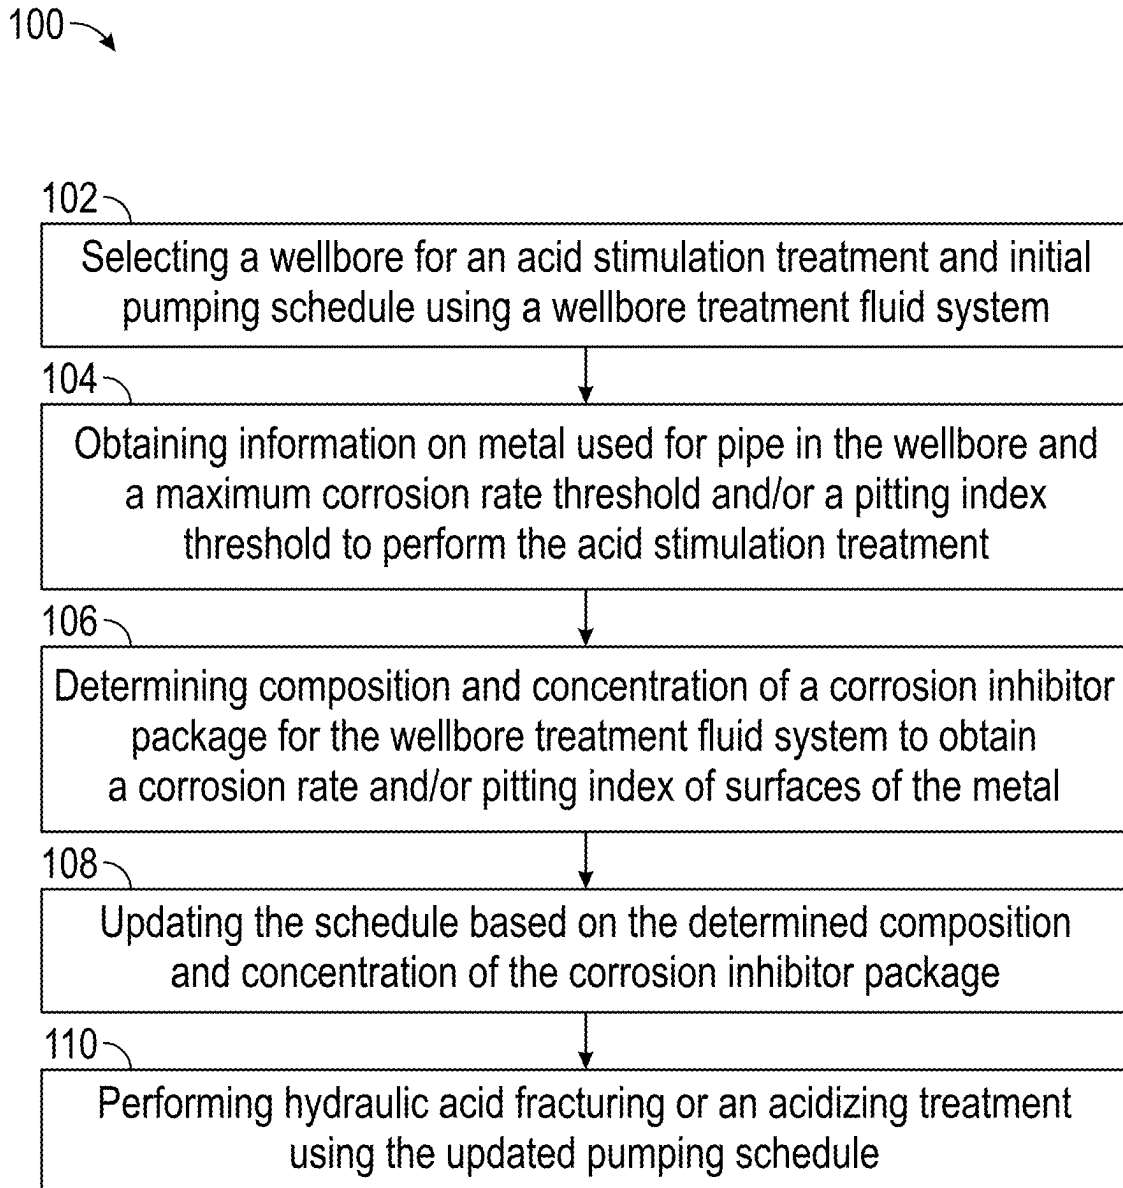 100
102
Selecting a wellbore for an acid stimulation treatment and initial
pumping schedule using a wellbore treatment fluid system
104
Obtaining information on metal used for pipe in the wellbore and
a maximum corrosion rate threshold and/or a pitting index
threshold to perform the acid stimulation treatment
106
Determining composition and concentration of a corrosion inhibitor
package for the wellbore treatment fluid system to obtain
a corrosion rate and/or pitting index of surfaces of the metal
108
Updating the schedule based on the determined composition
and concentration of the corrosion inhibitor package
110
Performing hydraulic acid fracturing or an acidizing treatment
using the updated pumping schedule